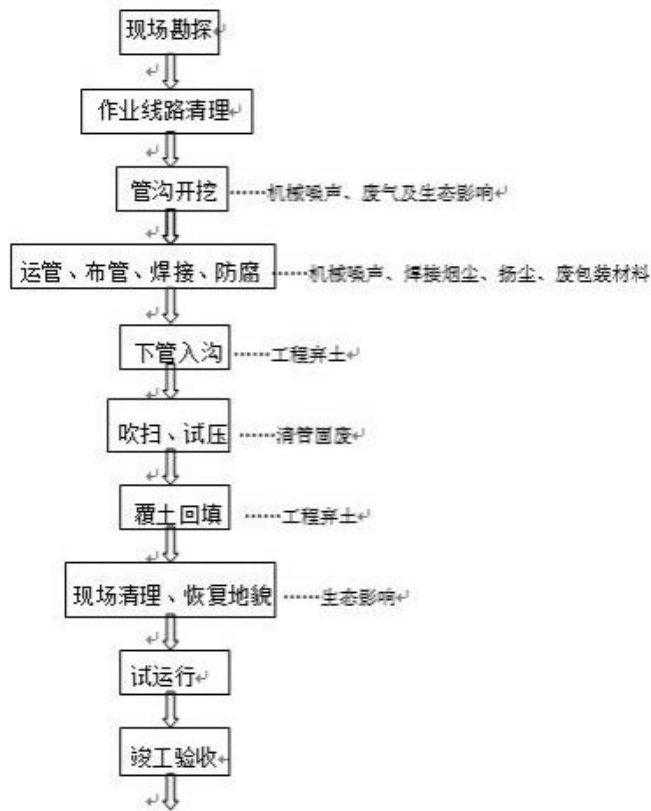 现场勘探
作业线路清理
管沟开挖 ……机械噪声、废气及生态影响
运管、布管、焊接、防腐 ……机械噪声、焊接烟尘、扬尘、废包装材料
下管入沟 ……工程弃土
吹扫、试压 ……清管固废
覆土回填 ……工程弃土
现场清理、恢复地貌 ……生态影响
试运行
竣工验收